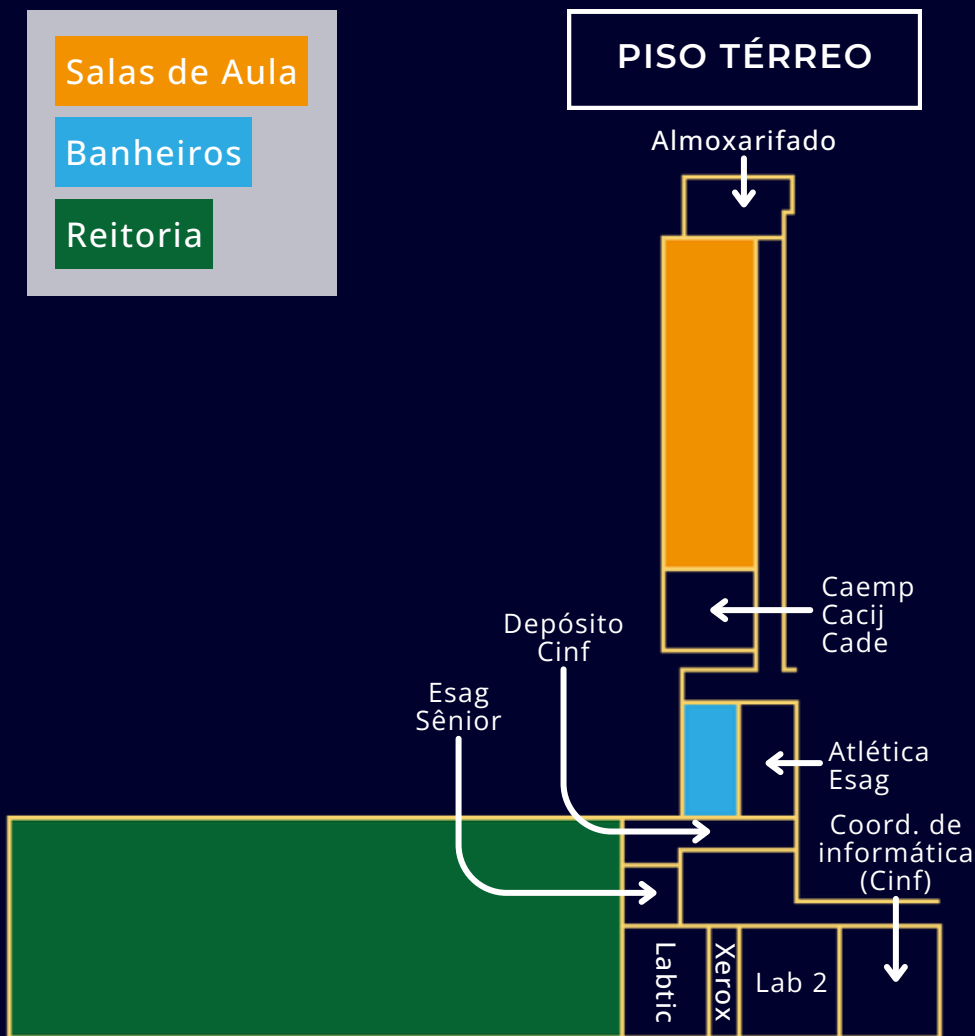 Salas de Aula
Banheiros
Reitoria
PISO TÉRREO
Almoxarifado
Caemp
Cacij
Cade
Depósito
Cinf
Esag
Sênior
Atlética
Esag
Coord. de
informática
(Cinf)
Labtic
Xerox
Lab 2